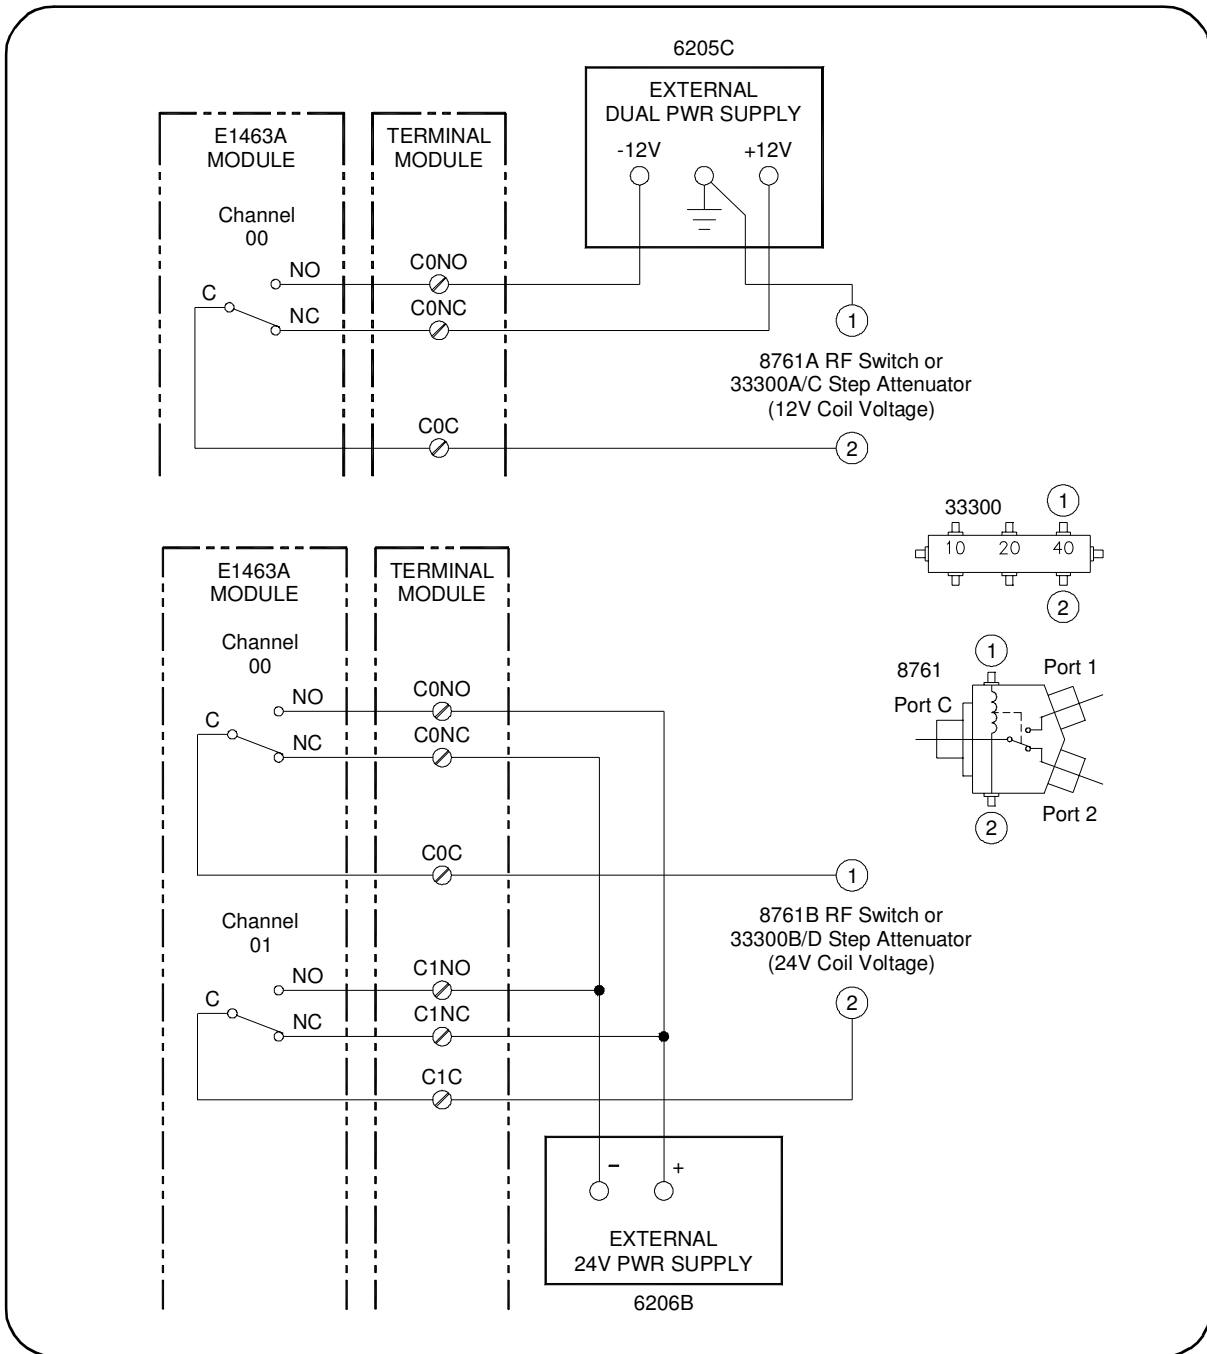 6205C
EXTERNAL
DUAL PWR SUPPLY
-12V
+12V
E1463A
MODULE
TERMINAL
MODULE
Channel
00
NO
C
NC
C0NO
C0NC
C0C
1
8761A RF Switch or
33300A/C Step Attenuator
(12V Coil Voltage)
2
33300
1
10 20 40
2
8761
1
Port 1
Port C
Port 2
2
E1463A
MODULE
TERMINAL
MODULE
Channel
00
NO
C
NC
C0NO
C0NC
C0C
1
8761B RF Switch or
33300B/D Step Attenuator
(24V Coil Voltage)
2
Channel
01
NO
C
NC
C1NO
C1NC
C1C
– +
EXTERNAL
24V PWR SUPPLY
6206B